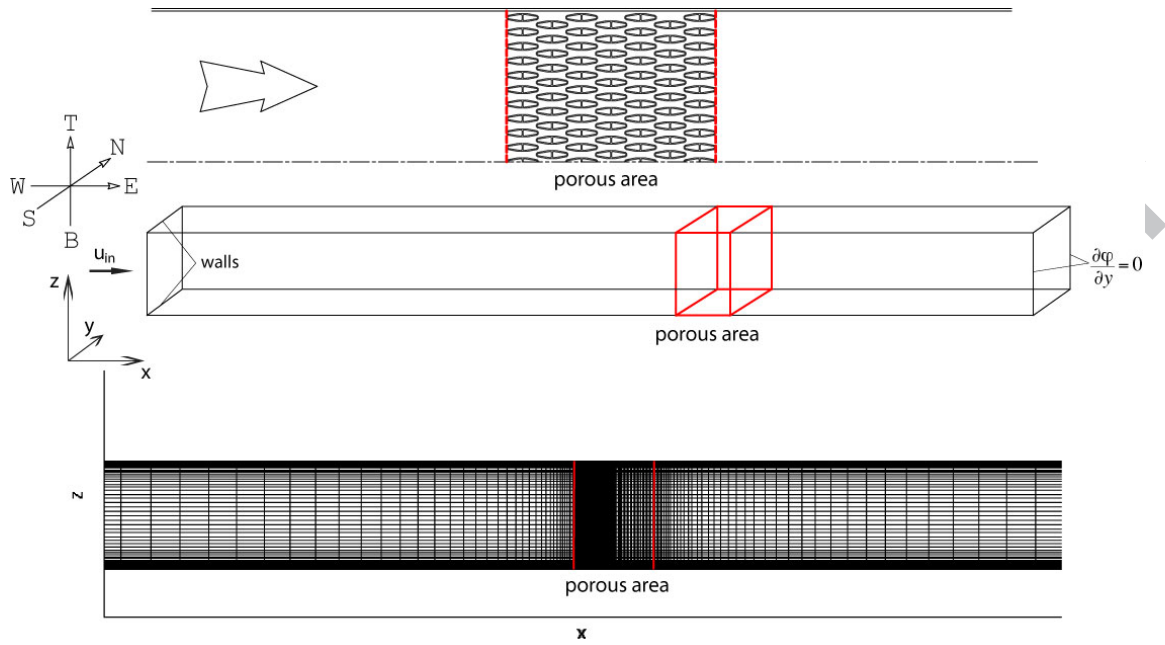 porous area
T
N
W
E
S
B
u_in
walls
∂φ/∂y=0
z
y
x
porous area
z
porous area
x